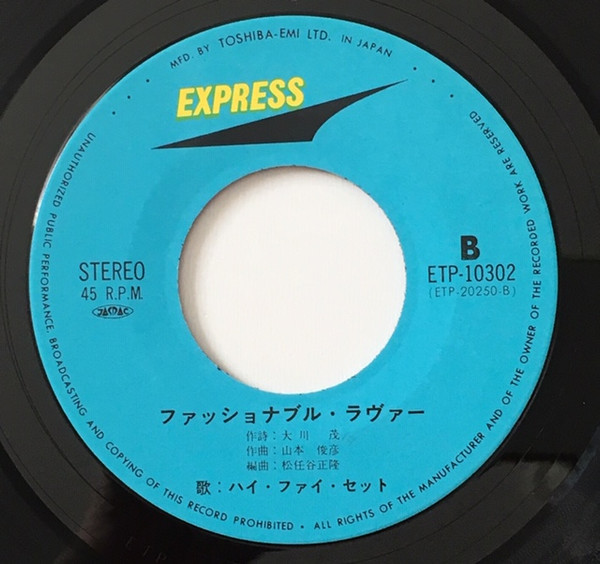 MFD. BY TOSHIBA-EMI LTD. IN JAPAN
EXPRESS
STEREO
45 R.P.M.
JASRAC
B
ETP-10302
(ETP-20250-B)
ファッショナブル・ラヴァー
作詩：大川 茂
作曲：山本 俊彦
編曲：松任谷正隆
歌：ハイ・ファイ・セット
UNAUTHORIZED PUBLIC PERFORMANCE, BROADCASTING AND COPYING OF THIS RECORD PROHIBITED • ALL RIGHTS OF THE MANUFACTURER AND OF THE OWNER OF THE RECORDED WORK ARE RESERVED